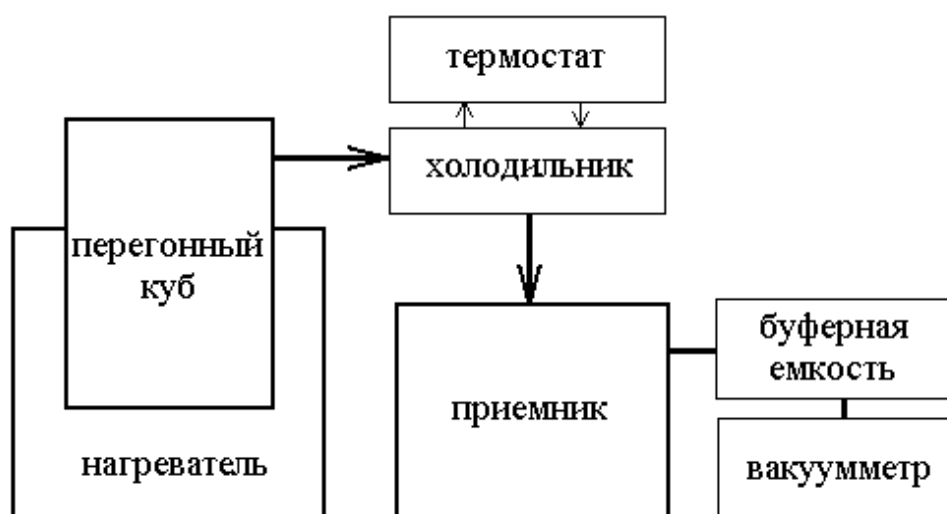 термостат
холодильник
перегонный
куб
нагреватель
приемник
буферная
емкость
вакуумметр